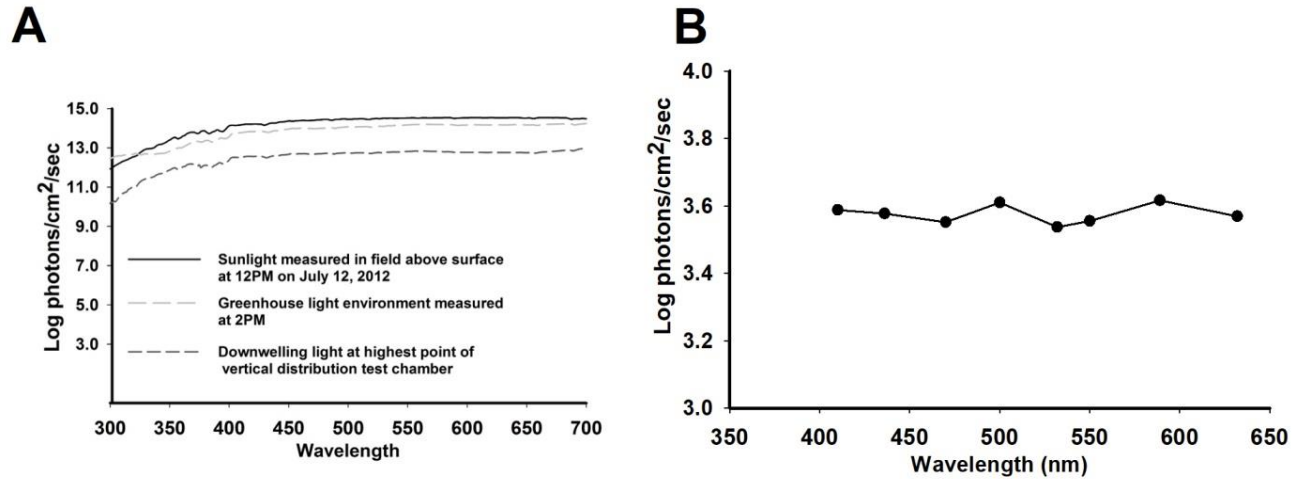 A
Log photons/cm2/sec
15.0
13.0
11.0
9.0
7.0
5.0
3.0
Sunlight measured in field above surface
at 12PM on July 12, 2012
Greenhouse light environment measured
at 2PM
Downwelling light at highest point of
vertical distribution test chamber
300 350 400 450 500 550 600 650 700
Wavelength
B
Log photons/cm2/sec
4.0
3.8
3.6
3.4
3.2
3.0
350 400 450 500 550 600 650
Wavelength (nm)